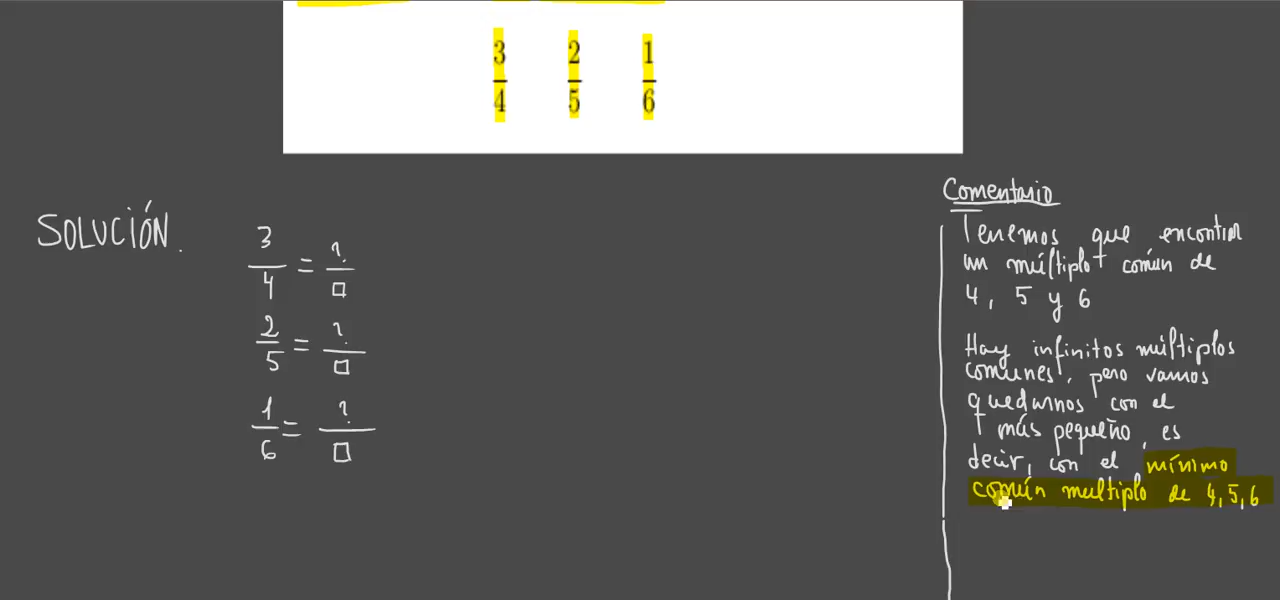 3 2 1
4 5 6
SOLUCIÓN.
3/4 = ?/□
2/5 = ?/□
1/6 = ?/□
Comentario
Tenemos que encontrar
un múltiplo común de
4, 5 y 6
Hay infinitos múltiplos
comunes, pero vamos
quedarnos con el
más pequeño, es
decir, con el mínimo
común multiplo de 4, 5, 6